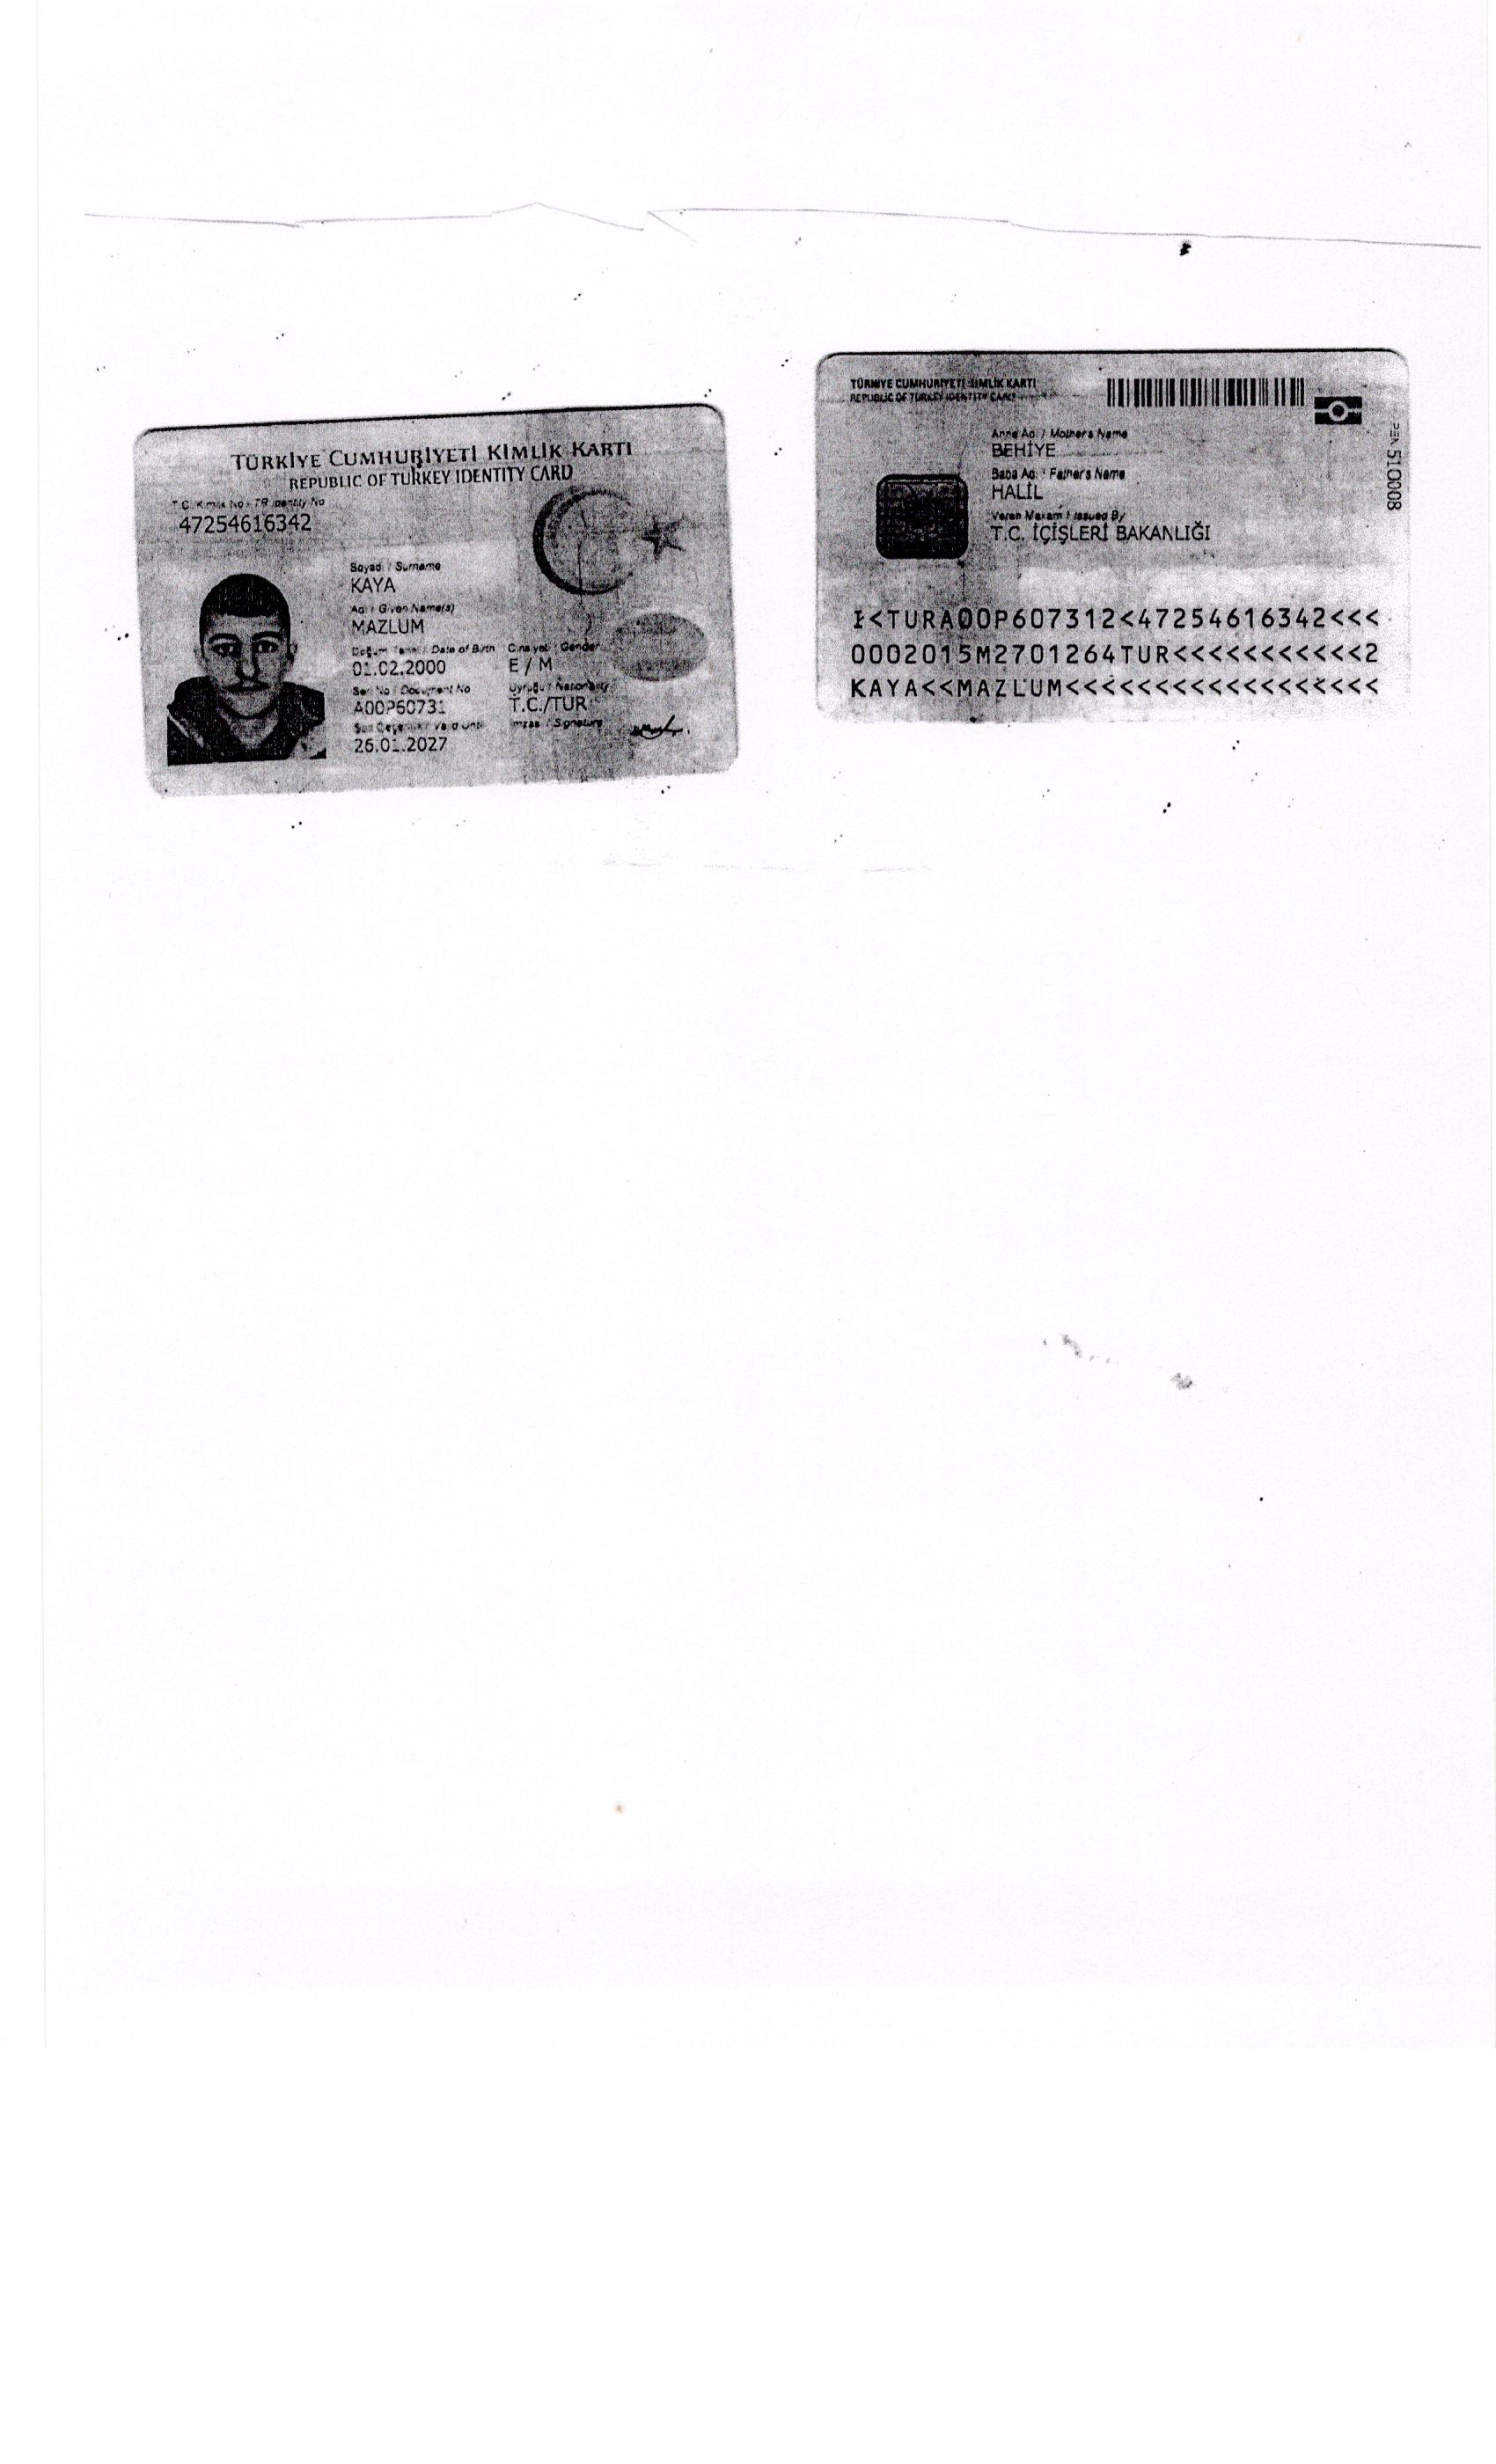 TÜRKİYE CUMHURİYETİ KİMLİK KARTI
REPUBLIC OF TURKEY IDENTITY CARD
T.C. Kimlik No / TR Identity No
47254616342
Soyadı / Surname
KAYA
Adı / Given Name(s)
MAZLUM
Doğum Tarihi / Date of Birth Cinsiyeti / Gender
01.02.2000 E / M
Seri No / Document No Uyruğu / Nationality
A00P60731 T.C./TUR
Son Geçerlilik / Valid Until İmzası / Signature
26.01.2027
TÜRKİYE CUMHURİYETİ KİMLİK KARTI
REPUBLIC OF TURKEY IDENTITY CARD
Anne Adı / Mother's Name
BEHİYE
Baba Adı / Father's Name
HALİL
Veren Makam / Issued By
T.C. İÇİŞLERİ BAKANLIĞI
510008
I<TURA00P607312<47254616342<<<
0002015M2701264TUR<<<<<<<<<<<2
KAYA<<MAZLUM<<<<<<<<<<<<<<<<<<